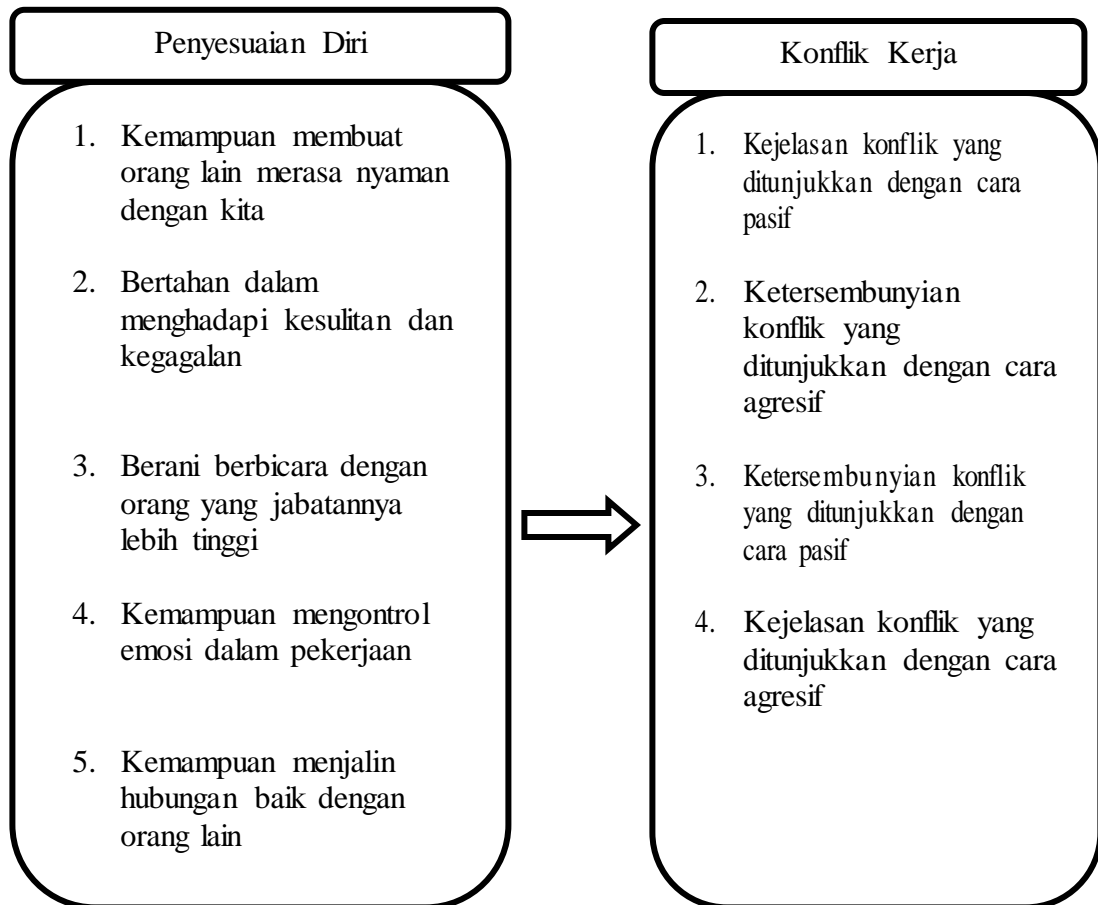 Penyesuaian Diri
1. Kemampuan membuat
orang lain merasa nyaman
dengan kita
2. Bertahan dalam
menghadapi kesulitan dan
kegagalan
3. Berani berbicara dengan
orang yang jabatannya
lebih tinggi
4. Kemampuan mengontrol
emosi dalam pekerjaan
5. Kemampuan menjalin
hubungan baik dengan
orang lain
Konflik Kerja
1. Kejelasan konflik yang
ditunjukkan dengan cara
pasif
2. Ketersembunyian
konflik yang
ditunjukkan dengan cara
agresif
3. Ketersembunyian konflik
yang ditunjukkan dengan
cara pasif
4. Kejelasan konflik yang
ditunjukkan dengan cara
agresif